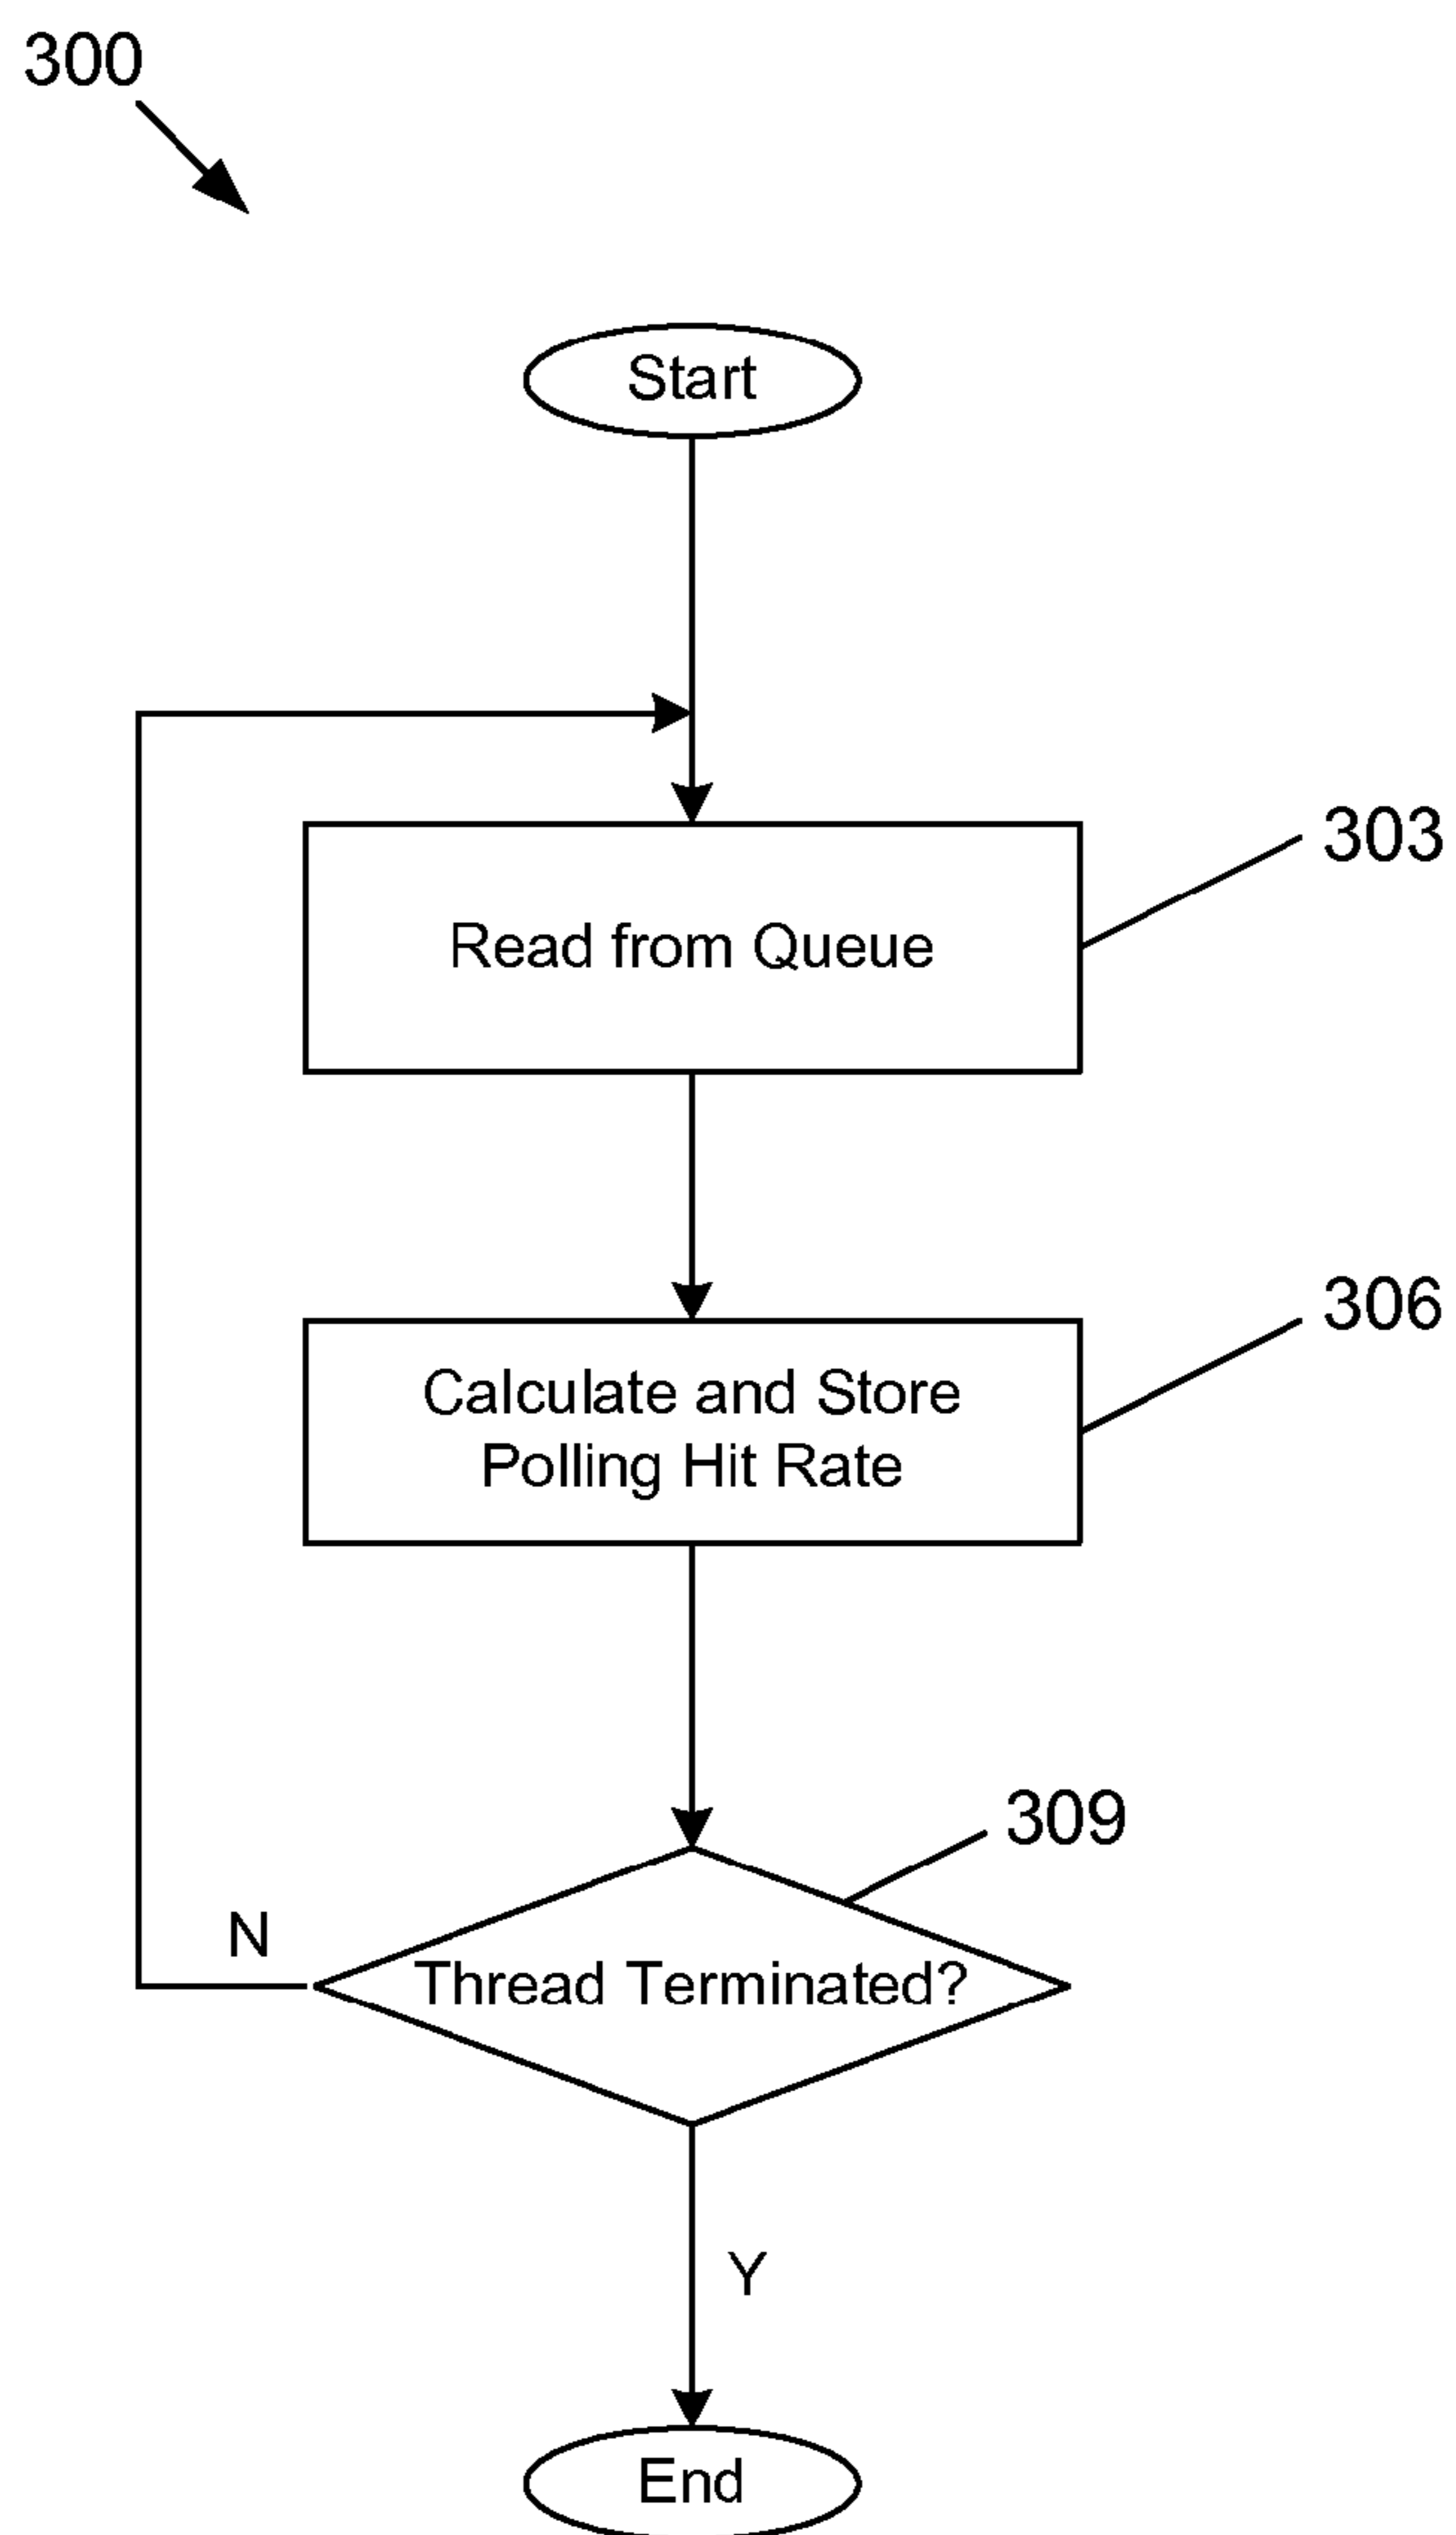 300
Start
303
Read from Queue
306
Calculate and Store
Polling Hit Rate
309
N
Thread Terminated?
Y
End